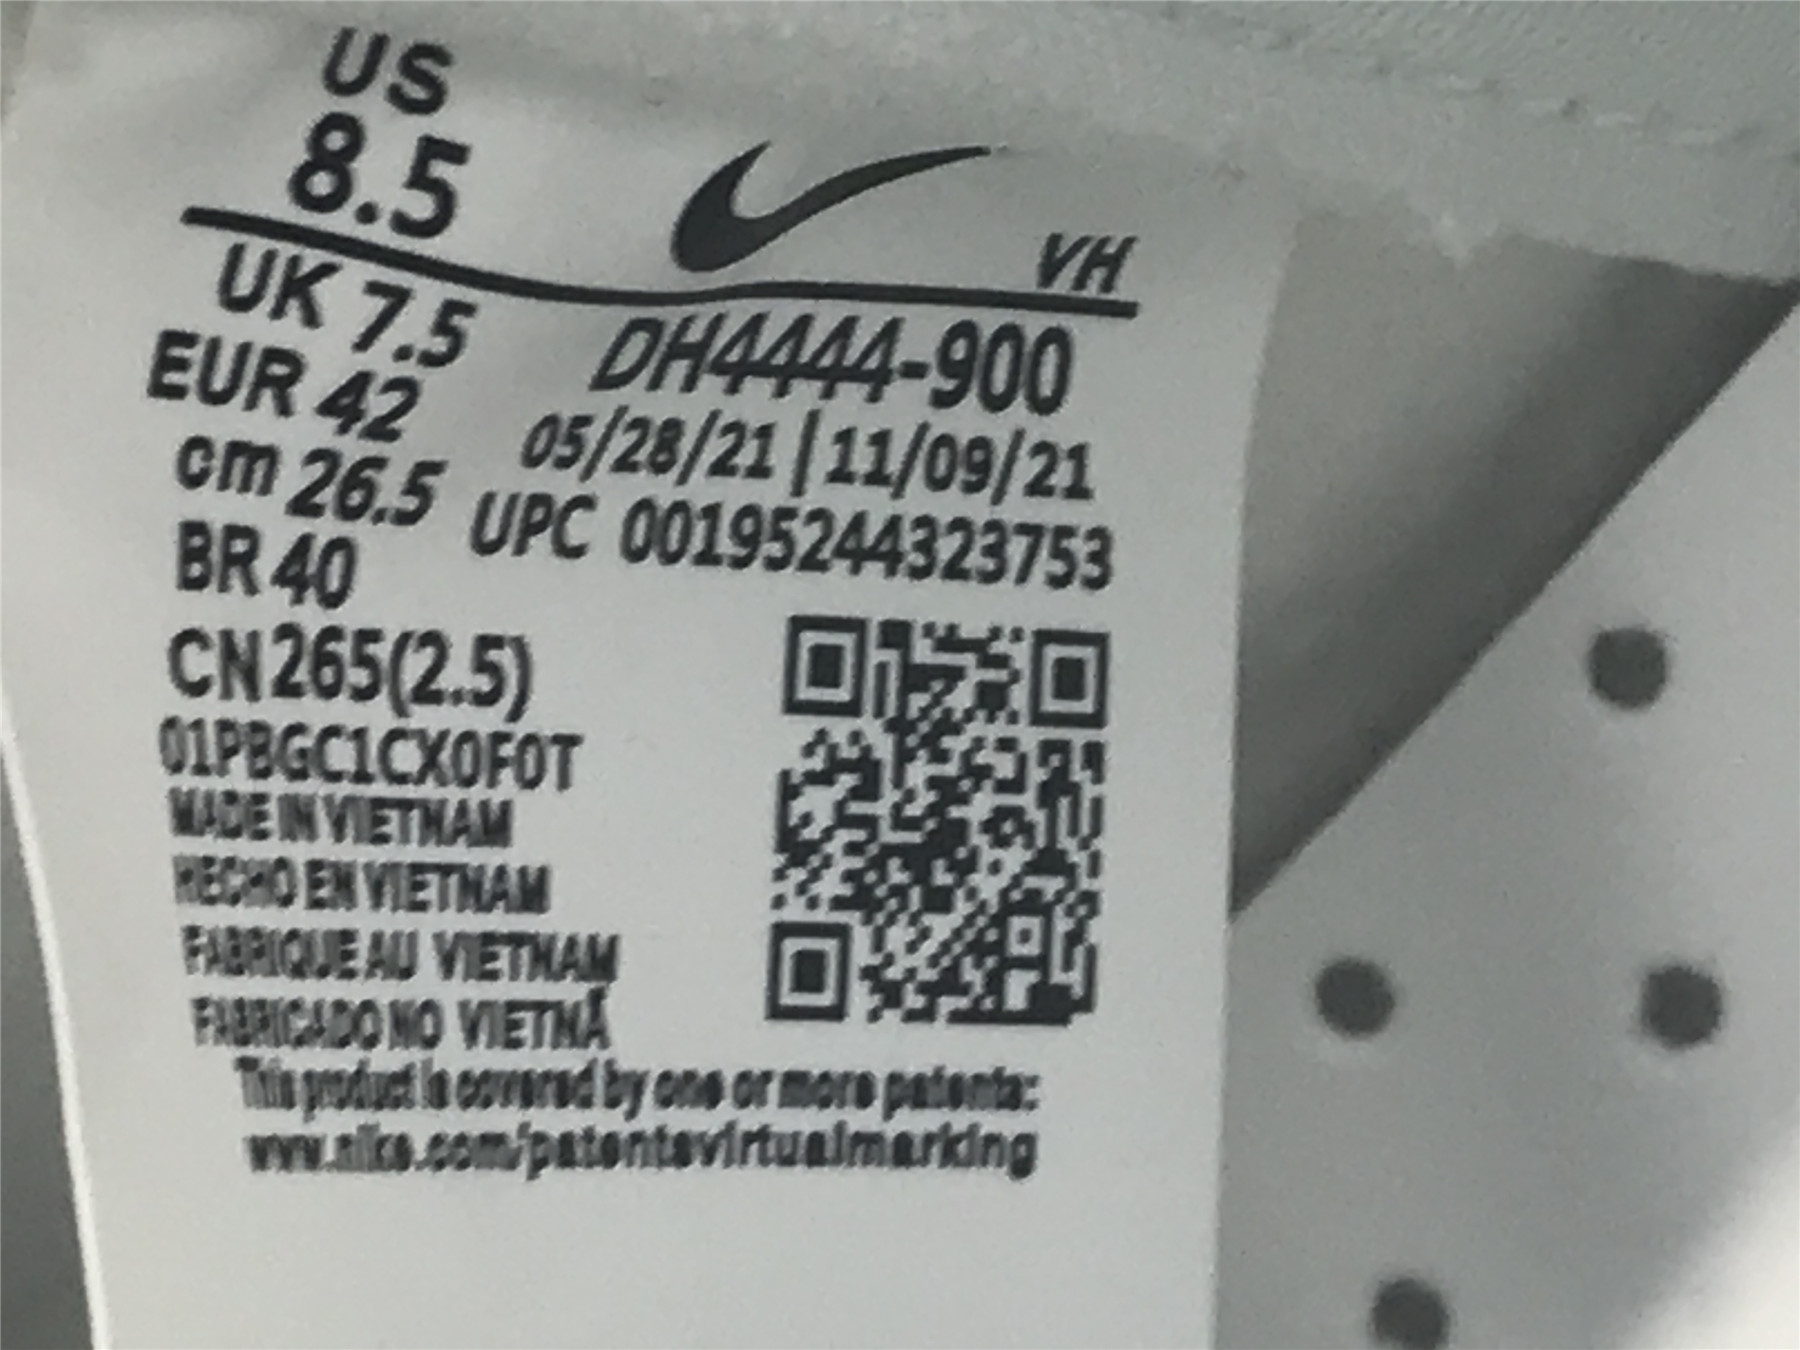 US
8.5
VH
UK 7.5
EUR 42
cm 26.5
BR 40
CN 265(2.5)
DH4444-900
05/28/21 | 11/09/21
UPC 00195244323753
01PBGC1CX0F0T
MADE IN VIETNAM
HECHO EN VIETNAM
FABRIQUE AU VIETNAM
FABRICADO NO VIETNÃ
This product is covered by one or more patents:
www.nike.com/patentsvirtualmarking